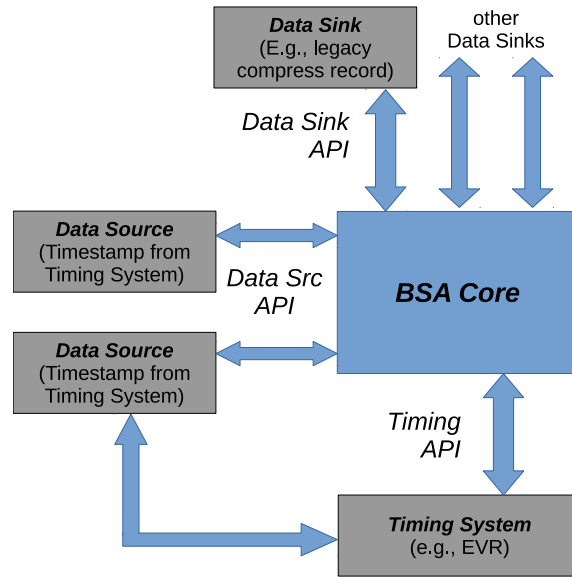 Data Sink
(E.g., legacy
compress record)
other
Data Sinks
Data Sink
API
Data Source
(Timestamp from
Timing System)
Data Src
API
BSA Core
Data Source
(Timestamp from
Timing System)
Timing
API
Timing System
(e.g., EVR)